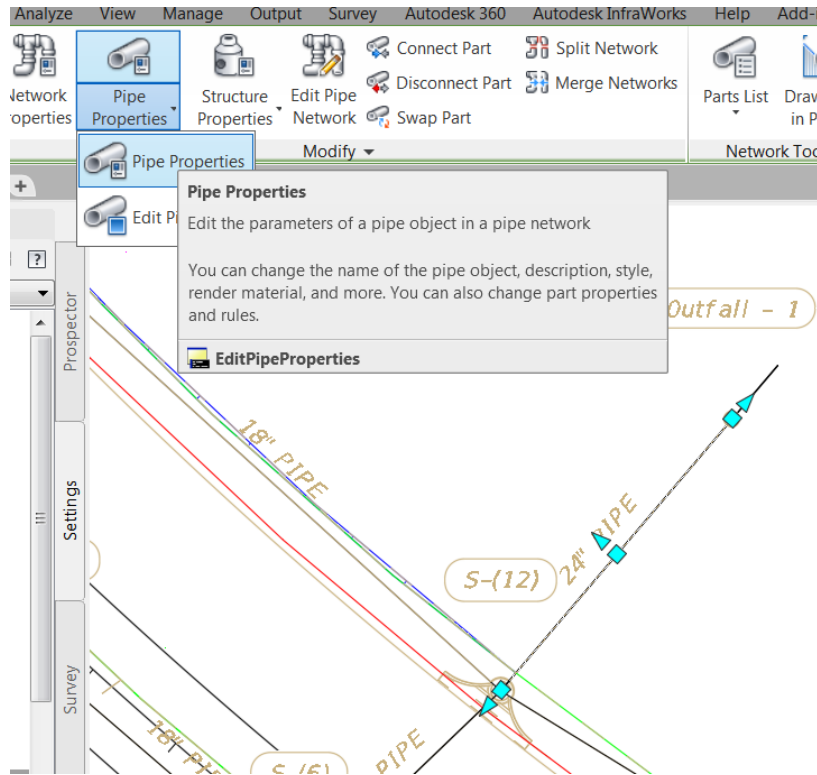 Analyze View Manage Output Survey Autodesk 360 Autodesk InfraWorks Help Add-
Network Properties
Pipe Properties
Structure Properties
Edit Pipe Network
Connect Part
Disconnect Part
Swap Part
Split Network
Merge Networks
Parts List
Draw
in P
Modify
Network Too
Pipe Properties
Edit Pi
Pipe Properties
Edit the parameters of a pipe object in a pipe network
You can change the name of the pipe object, description, style,
render material, and more. You can also change part properties
and rules.
EditPipeProperties
+
?
Prospector
Settings
Survey
Outfall - 1
18" PIPE
24" PIPE
S-(12)
18" PI
S-(6)
PIPE